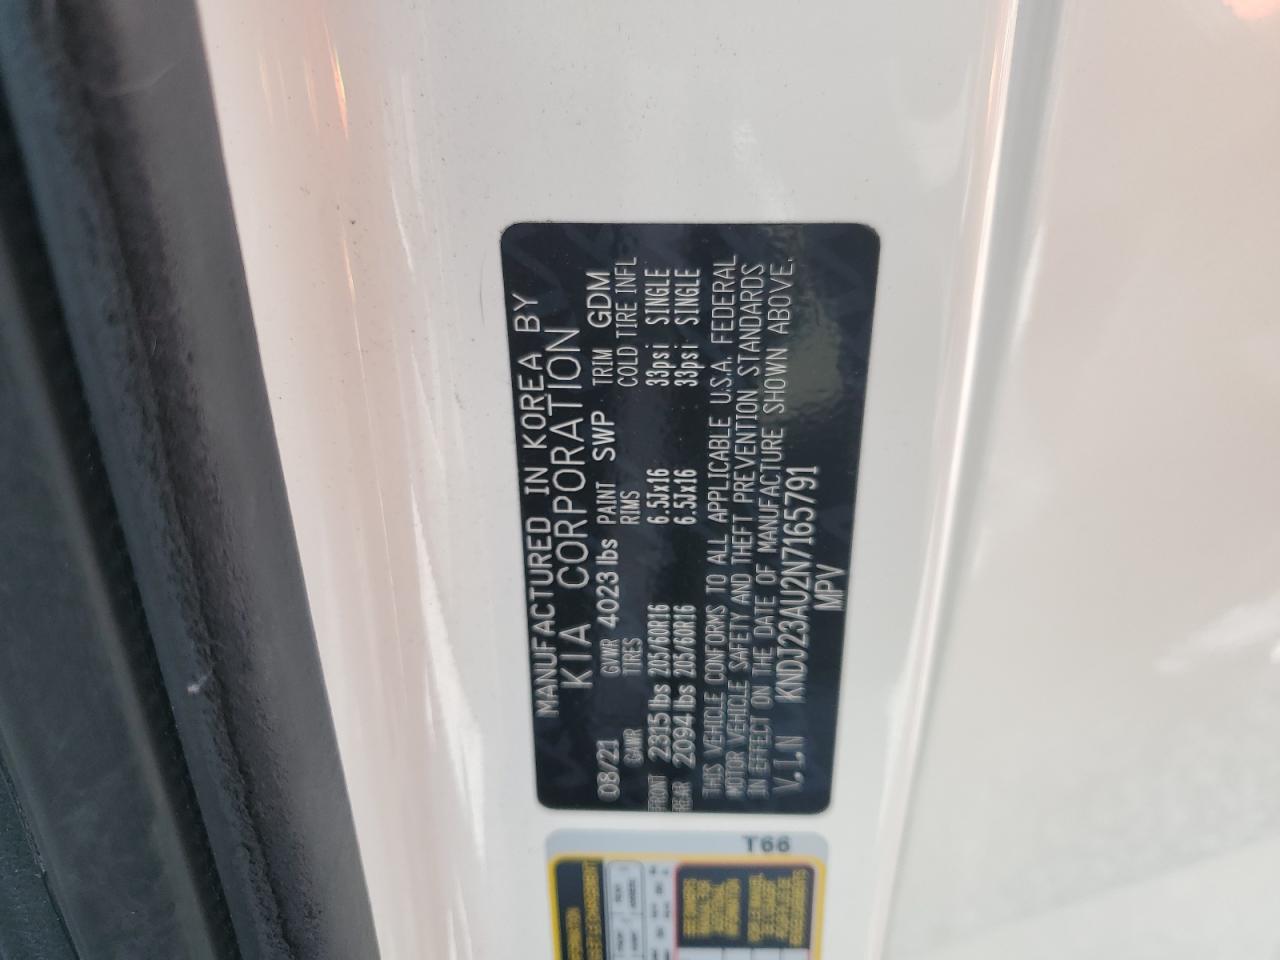 MANUFACTURED IN KOREA BY
KIA CORPORATION
08/21 GVWR 4023 lbs PAINT SWP TRIM GDM
GAWR TIRES RIMS COLD TIRE INFL
FRONT 2315 lbs 205/60R16 6.5Jx16 33psi SINGLE
REAR 2094 lbs 205/60R16 6.5Jx16 33psi SINGLE
THIS VEHICLE CONFORMS TO ALL APPLICABLE U.S.A. FEDERAL
MOTOR VEHICLE SAFETY AND THEFT PREVENTION STANDARDS
IN EFFECT ON THE DATE OF MANUFACTURE SHOWN ABOVE.
V.I.N KNDJ23AU2N7165791
MPV
T66